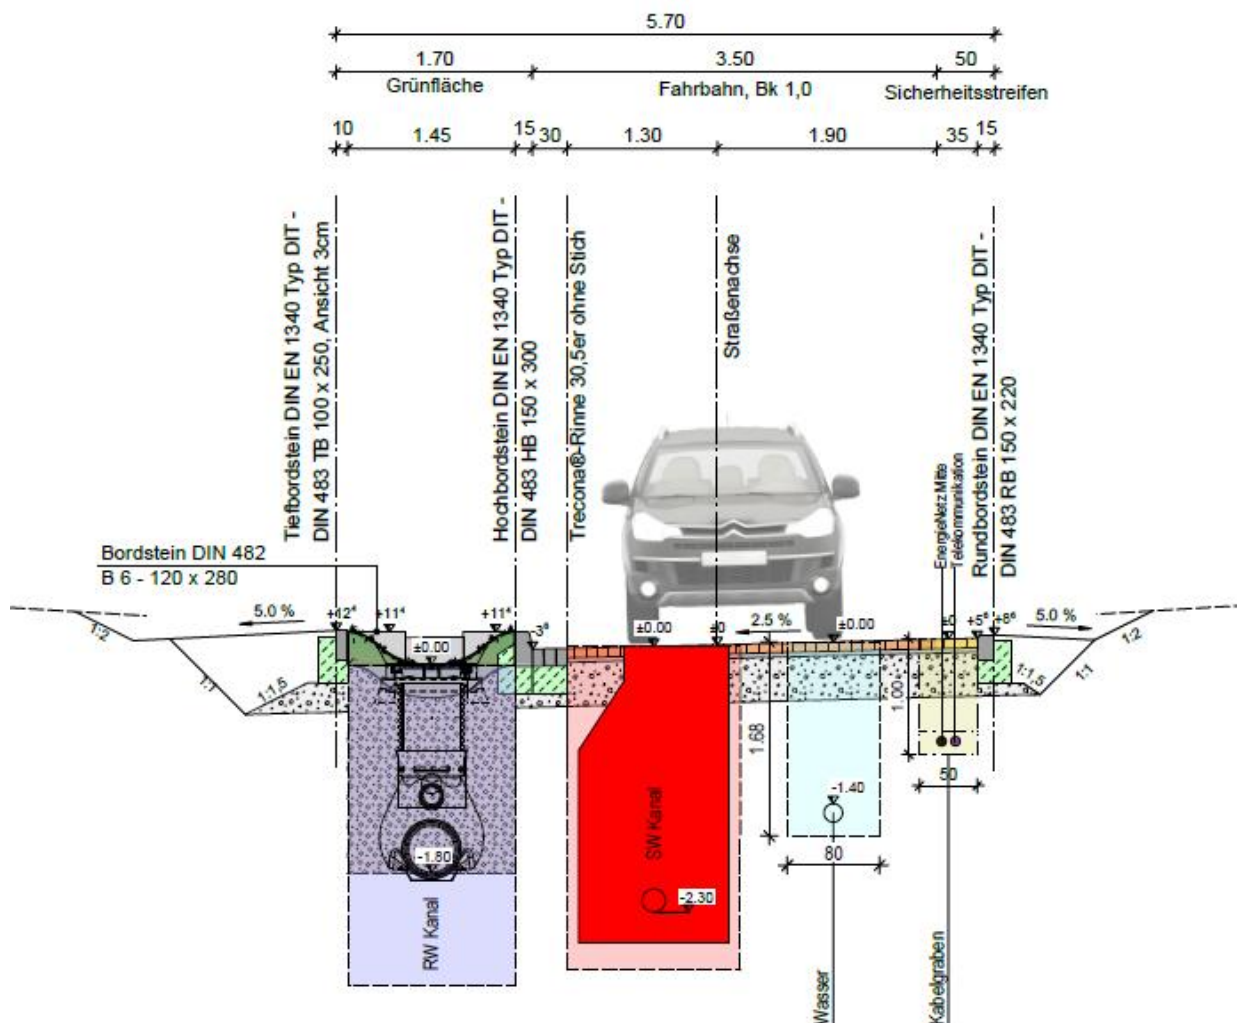 5.70
1.70 3.50 50
Grünfläche Fahrbahn, Bk 1,0 Sicherheitsstreifen
10 1.45 15 30 1.30 1.90 35 15
Tiefbordstein DIN EN 1340 Typ DIT -
DIN 483 TB 100 x 250, Ansicht 3cm
Hochbordstein DIN EN 1340 Typ DIT -
DIN 483 HB 150 x 300
Trecona®-Rinne 30,5er ohne Stich
Straßenachse
EnergieNetz Mitte
Telekommunikation
Rundbordstein DIN EN 1340 Typ DIT -
DIN 483 RB 150 x 220
Bordstein DIN 482
B 6 - 120 x 280
5.0 % +12⁴ +11⁴ +11⁴ -3⁶ ±0.00 ±0 2.5 % ±0.00 ±0 +5⁶ +8⁶ 5.0 %
±0.00
1:2 1:1 1:1,5 1:1,5 1:1 1:2
1.68
1.00
50
-1.40
80
-1.80
-2.30
SW Kanal
RW Kanal
Wasser
Kabelgraben